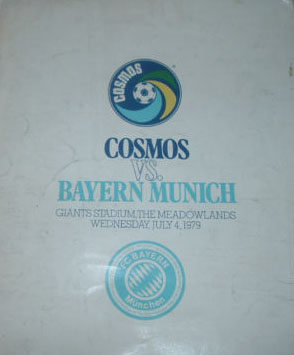 COSMOS
COSMOS
VS.
BAYERN MUNICH
GIANTS STADIUM, THE MEADOWLANDS
WEDNESDAY, JULY 4, 1979
FC BAYERN
München